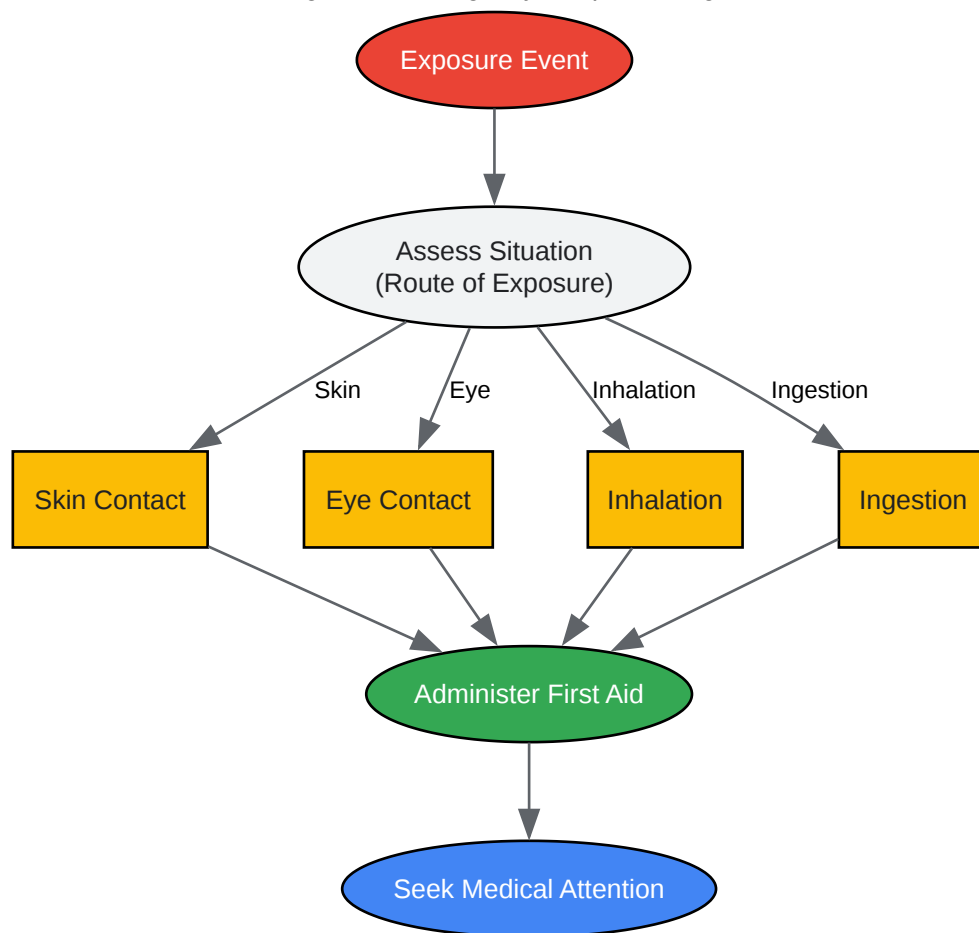 Exposure Event
Assess Situation
(Route of Exposure)
Skin
Eye
Inhalation
Ingestion
Skin Contact
Eye Contact
Inhalation
Ingestion
Administer First Aid
Seek Medical Attention